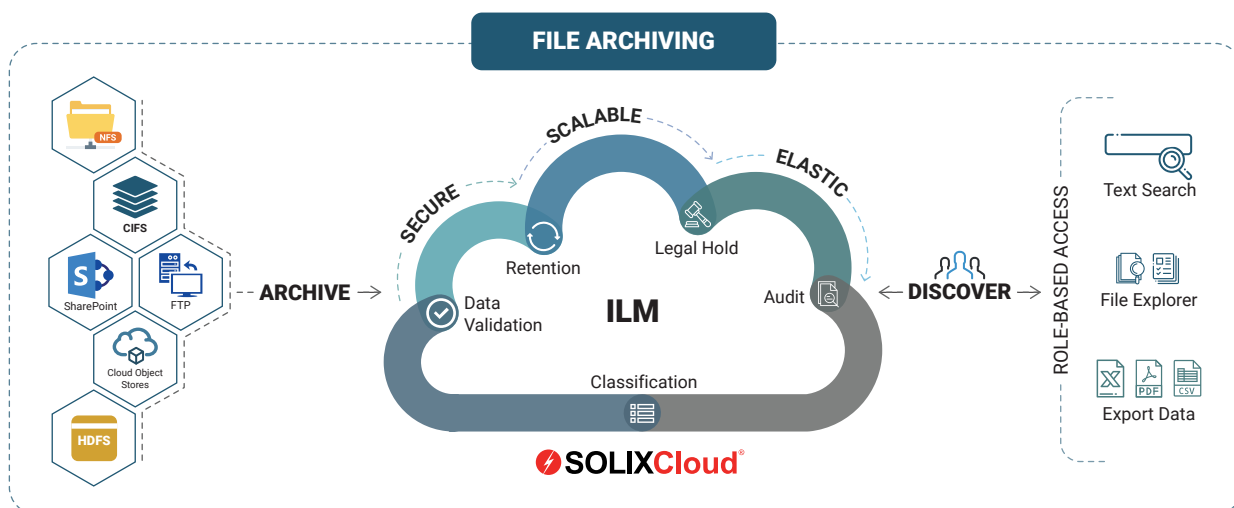 FILE ARCHIVING
NFS
CIFS
S
SharePoint
FTP
Cloud Object
Stores
HDFS
ARCHIVE
SECURE
SCALABLE
ELASTIC
Data
Validation
Retention
Legal Hold
Audit
ILM
Classification
SOLIXCloud®
DISCOVER
ROLE-BASED ACCESS
Text Search
File Explorer
X
PDF
CSV
Export Data